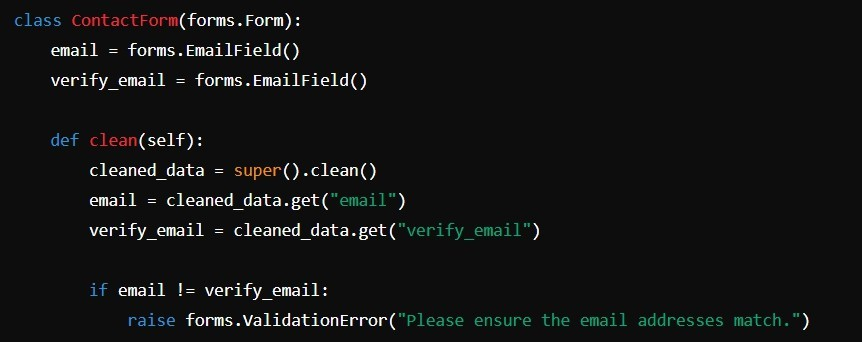 class ContactForm(forms.Form):
    email = forms.EmailField()
    verify_email = forms.EmailField()

    def clean(self):
        cleaned_data = super().clean()
        email = cleaned_data.get("email")
        verify_email = cleaned_data.get("verify_email")

        if email != verify_email:
            raise forms.ValidationError("Please ensure the email addresses match.")